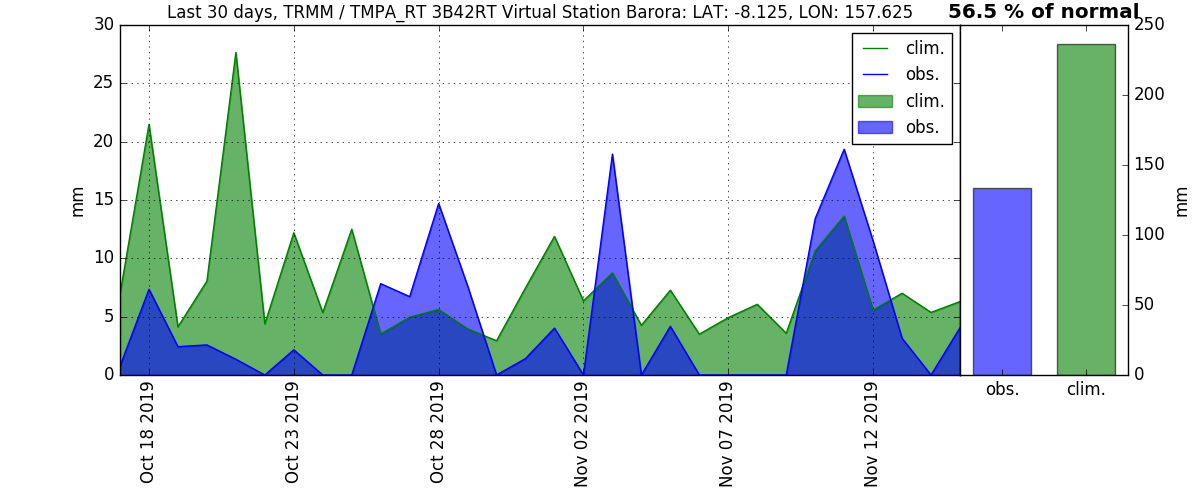 Last 30 days, TRMM / TMPA_RT 3B42RT Virtual Station Barora: LAT: -8.125, LON: 157.625
56.5 % of normal
30
25
20
15
10
5
0
mm
clim.
obs.
clim.
obs.
Oct 18 2019
Oct 23 2019
Oct 28 2019
Nov 02 2019
Nov 07 2019
Nov 12 2019
250
200
150
100
50
0
mm
obs.
clim.